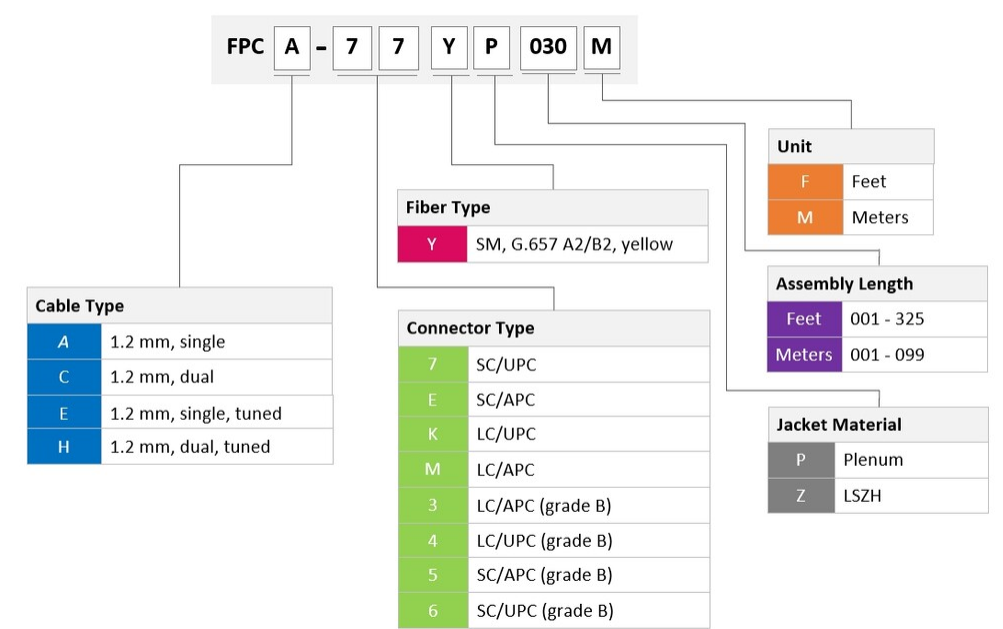 FPC A - 7 7 Y P 030 M
Unit
F Feet
M Meters
Fiber Type
Y SM, G.657 A2/B2, yellow
Assembly Length
Feet 001 - 325
Meters 001 - 099
Cable Type
A 1.2 mm, single
C 1.2 mm, dual
E 1.2 mm, single, tuned
H 1.2 mm, dual, tuned
Connector Type
7 SC/UPC
E SC/APC
K LC/UPC
M LC/APC
3 LC/APC (grade B)
4 LC/UPC (grade B)
5 SC/APC (grade B)
6 SC/UPC (grade B)
Jacket Material
P Plenum
Z LSZH